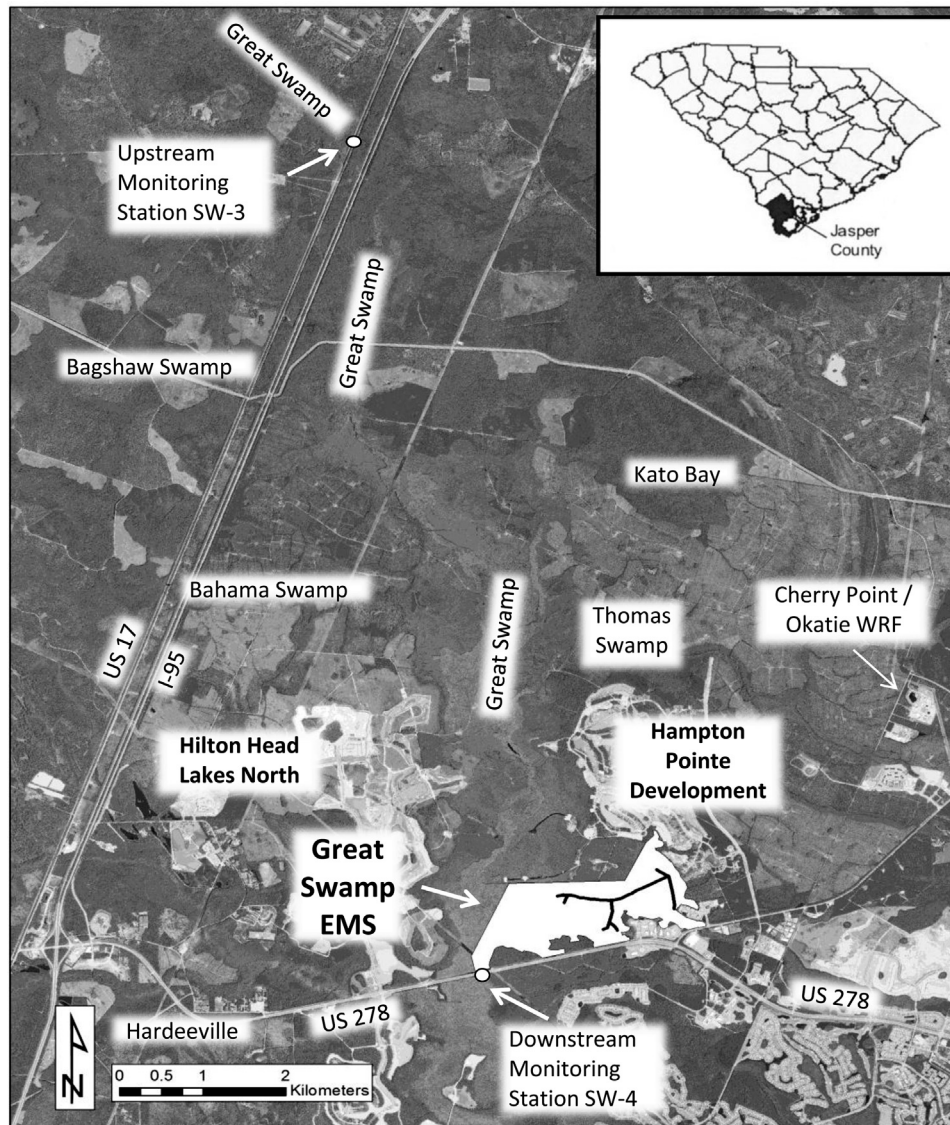 Great Swamp
Upstream
Monitoring
Station SW-3
Jasper
County
Great Swamp
Bagshaw Swamp
Kato Bay
Bahama Swamp
Great Swamp
Thomas
Swamp
Cherry Point /
Okatie WRF
US 17
I-95
Hilton Head
Lakes North
Hampton
Pointe
Development
Great
Swamp
EMS
US 278
US 278
Hardeeville
Downstream
Monitoring
Station SW-4
N
0 0.5 1 2
Kilometers